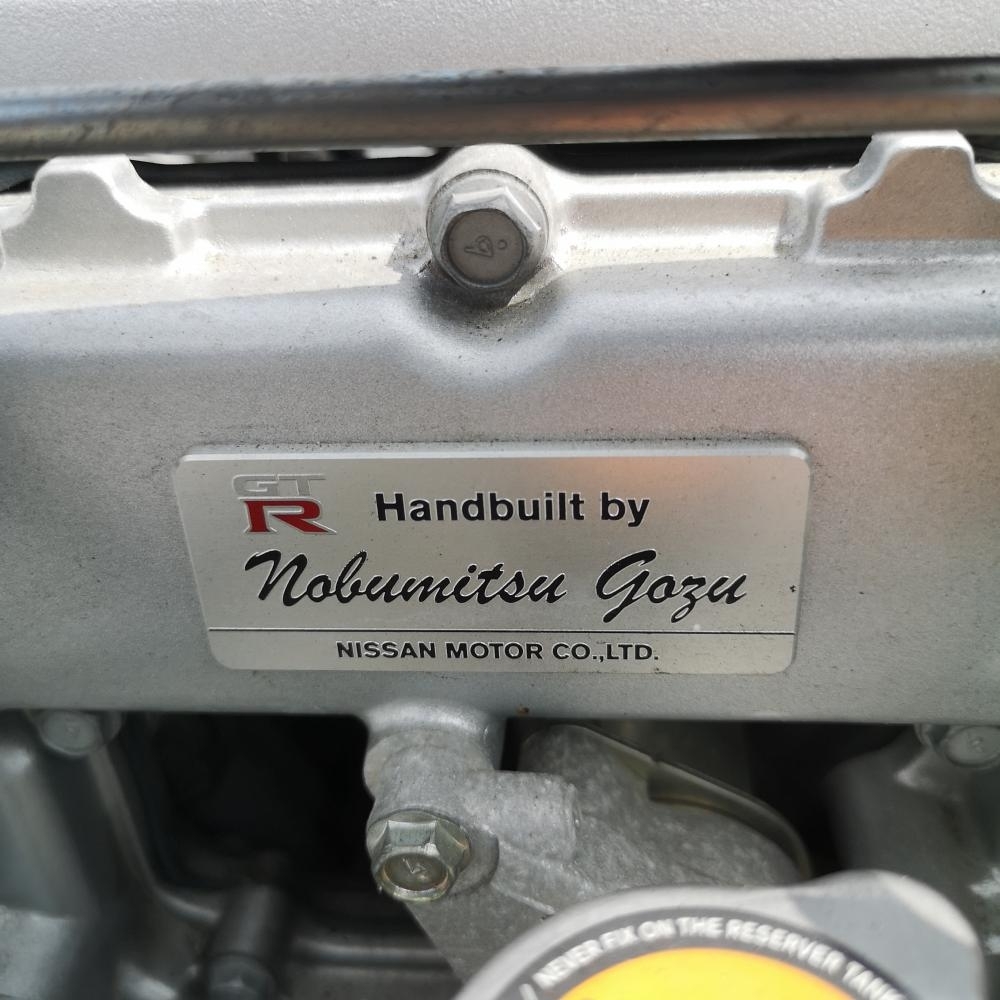 GT
R
Handbuilt by
Nobumitsu Gozu
NISSAN MOTOR CO.,LTD.
NEVER FIX ON THE RESERVER TANK